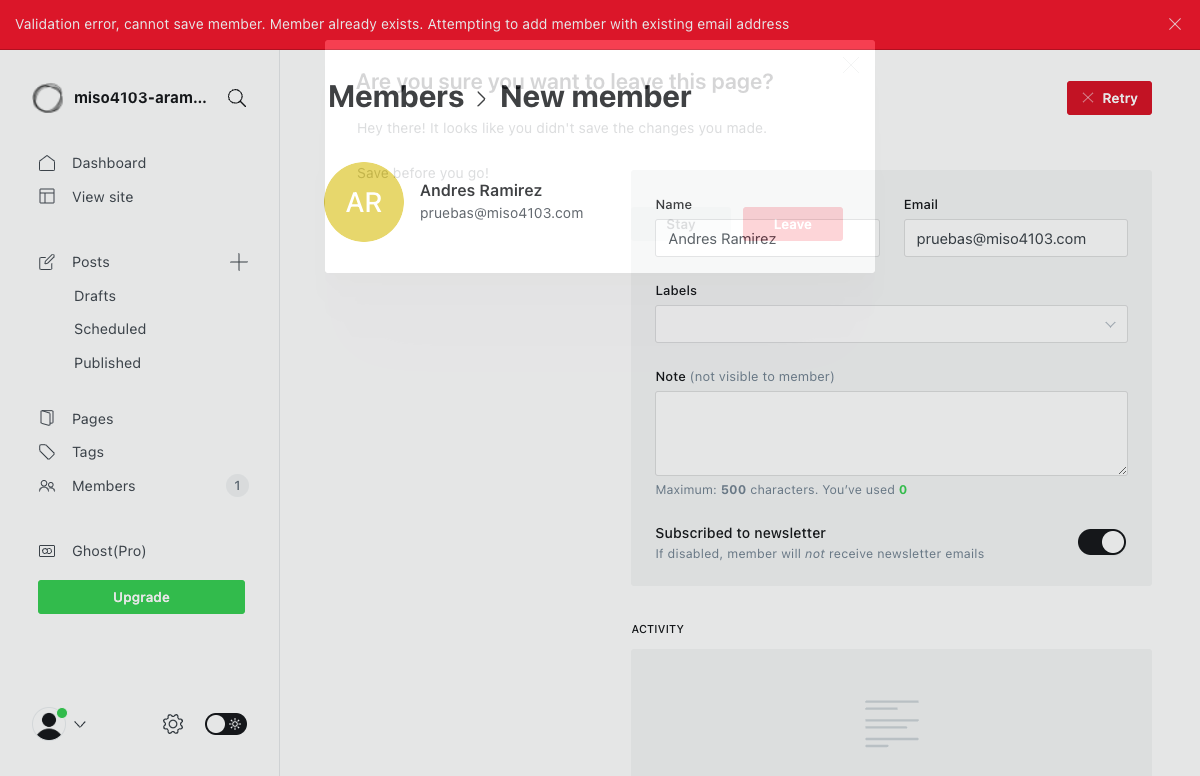 Validation error, cannot save member. Member already exists. Attempting to add member with existing email address
miso4103-aram...
Dashboard
View site
Posts
Drafts
Scheduled
Published
Pages
Tags
Members
1
Ghost(Pro)
Upgrade
Are you sure you want to leave this page?
Members > New member
Retry
Hey there! It looks like you didn't save the changes you made.
Save before you go!
AR
Andres Ramirez
pruebas@miso4103.com
Stay
Leave
Name
Andres Ramirez
Email
pruebas@miso4103.com
Labels
Note (not visible to member)
Maximum: 500 characters. You've used 0
Subscribed to newsletter
If disabled, member will not receive newsletter emails
ACTIVITY